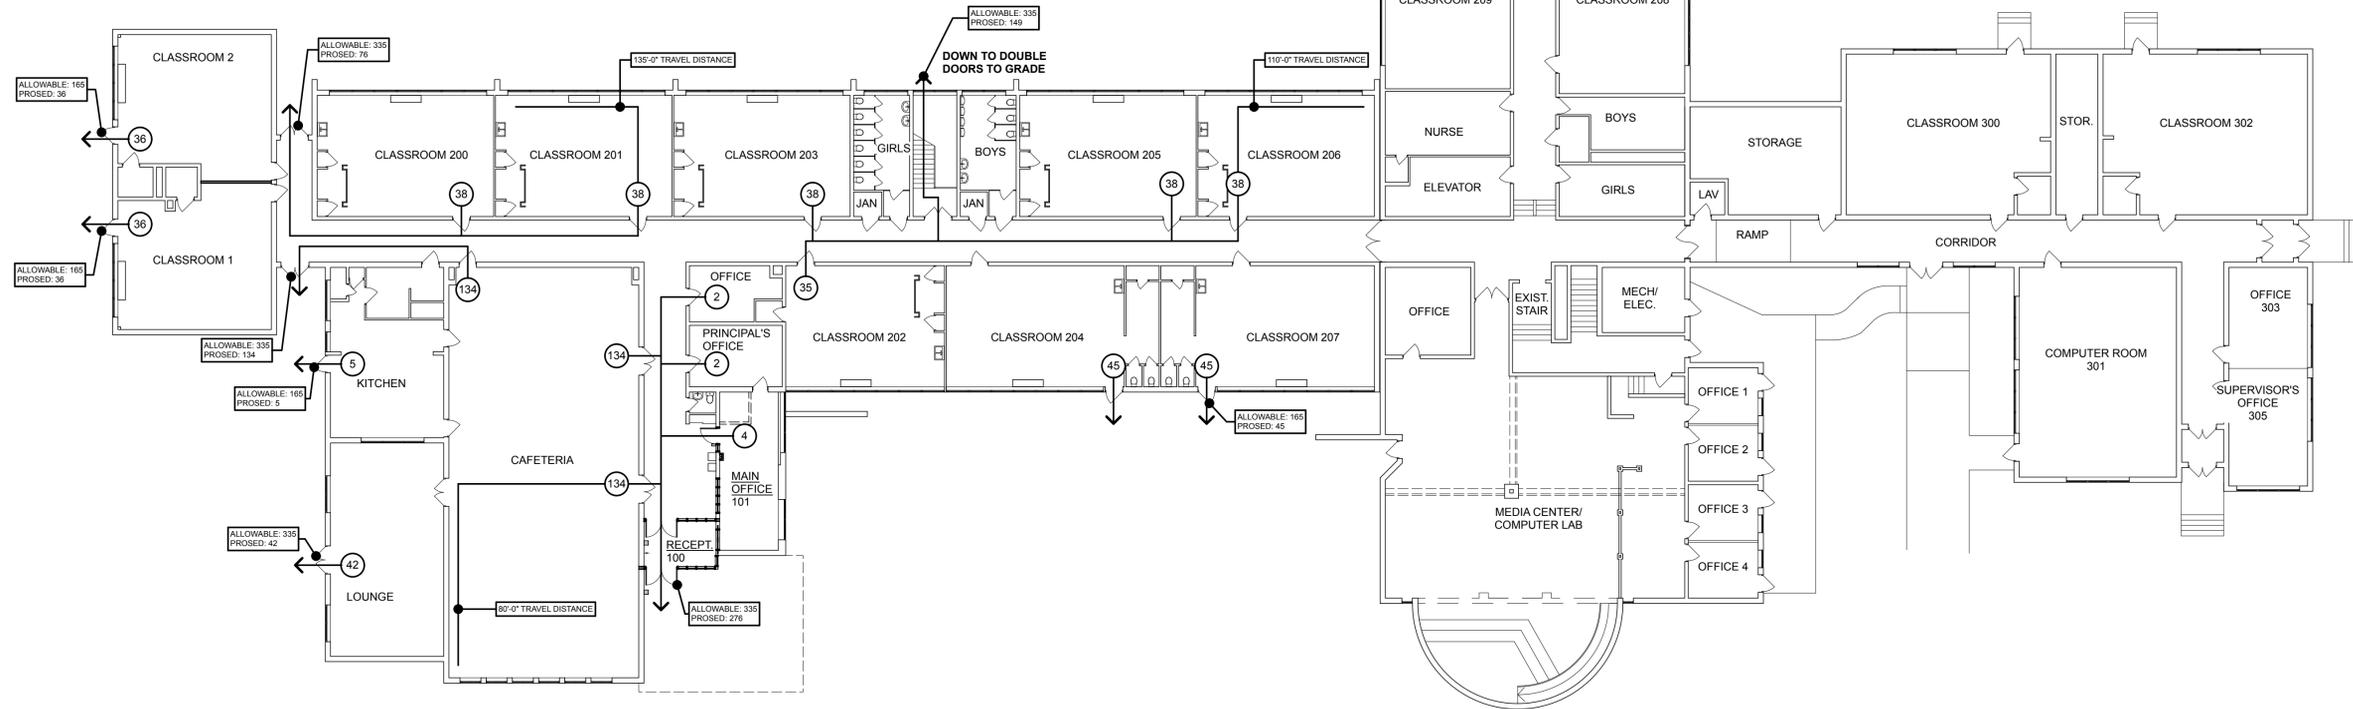 CLASSROOM 209
CLASSROOM 208
ALLOWABLE: 335
PROSED: 149
ALLOWABLE: 335
PROSED: 76
CLASSROOM 2
135'-0" TRAVEL DISTANCE
DOWN TO DOUBLE
DOORS TO GRADE
110'-0" TRAVEL DISTANCE
ALLOWABLE: 165
PROSED: 36
36
CLASSROOM 200
CLASSROOM 201
CLASSROOM 203
GIRLS
BOYS
CLASSROOM 205
CLASSROOM 206
NURSE
BOYS
STORAGE
CLASSROOM 300
STOR.
CLASSROOM 302
38
38
38
38
38
JAN
JAN
ELEVATOR
GIRLS
LAV
36
RAMP
CORRIDOR
CLASSROOM 1
ALLOWABLE: 165
PROSED: 36
134
OFFICE
2
35
OFFICE
EXIST.
STAIR
MECH/
ELEC.
OFFICE
303
PRINCIPAL'S
OFFICE
2
CLASSROOM 202
CLASSROOM 204
CLASSROOM 207
ALLOWABLE: 335
PROSED: 134
134
5
KITCHEN
45
45
COMPUTER ROOM
301
ALLOWABLE: 165
PROSED: 5
OFFICE 1
SUPERVISOR'S
OFFICE
305
ALLOWABLE: 165
PROSED: 45
4
OFFICE 2
CAFETERIA
134
MAIN
OFFICE
101
MEDIA CENTER/
COMPUTER LAB
OFFICE 3
ALLOWABLE: 335
PROSED: 42
42
RECEPT.
100
OFFICE 4
LOUNGE
80'-0" TRAVEL DISTANCE
ALLOWABLE: 335
PROSED: 276